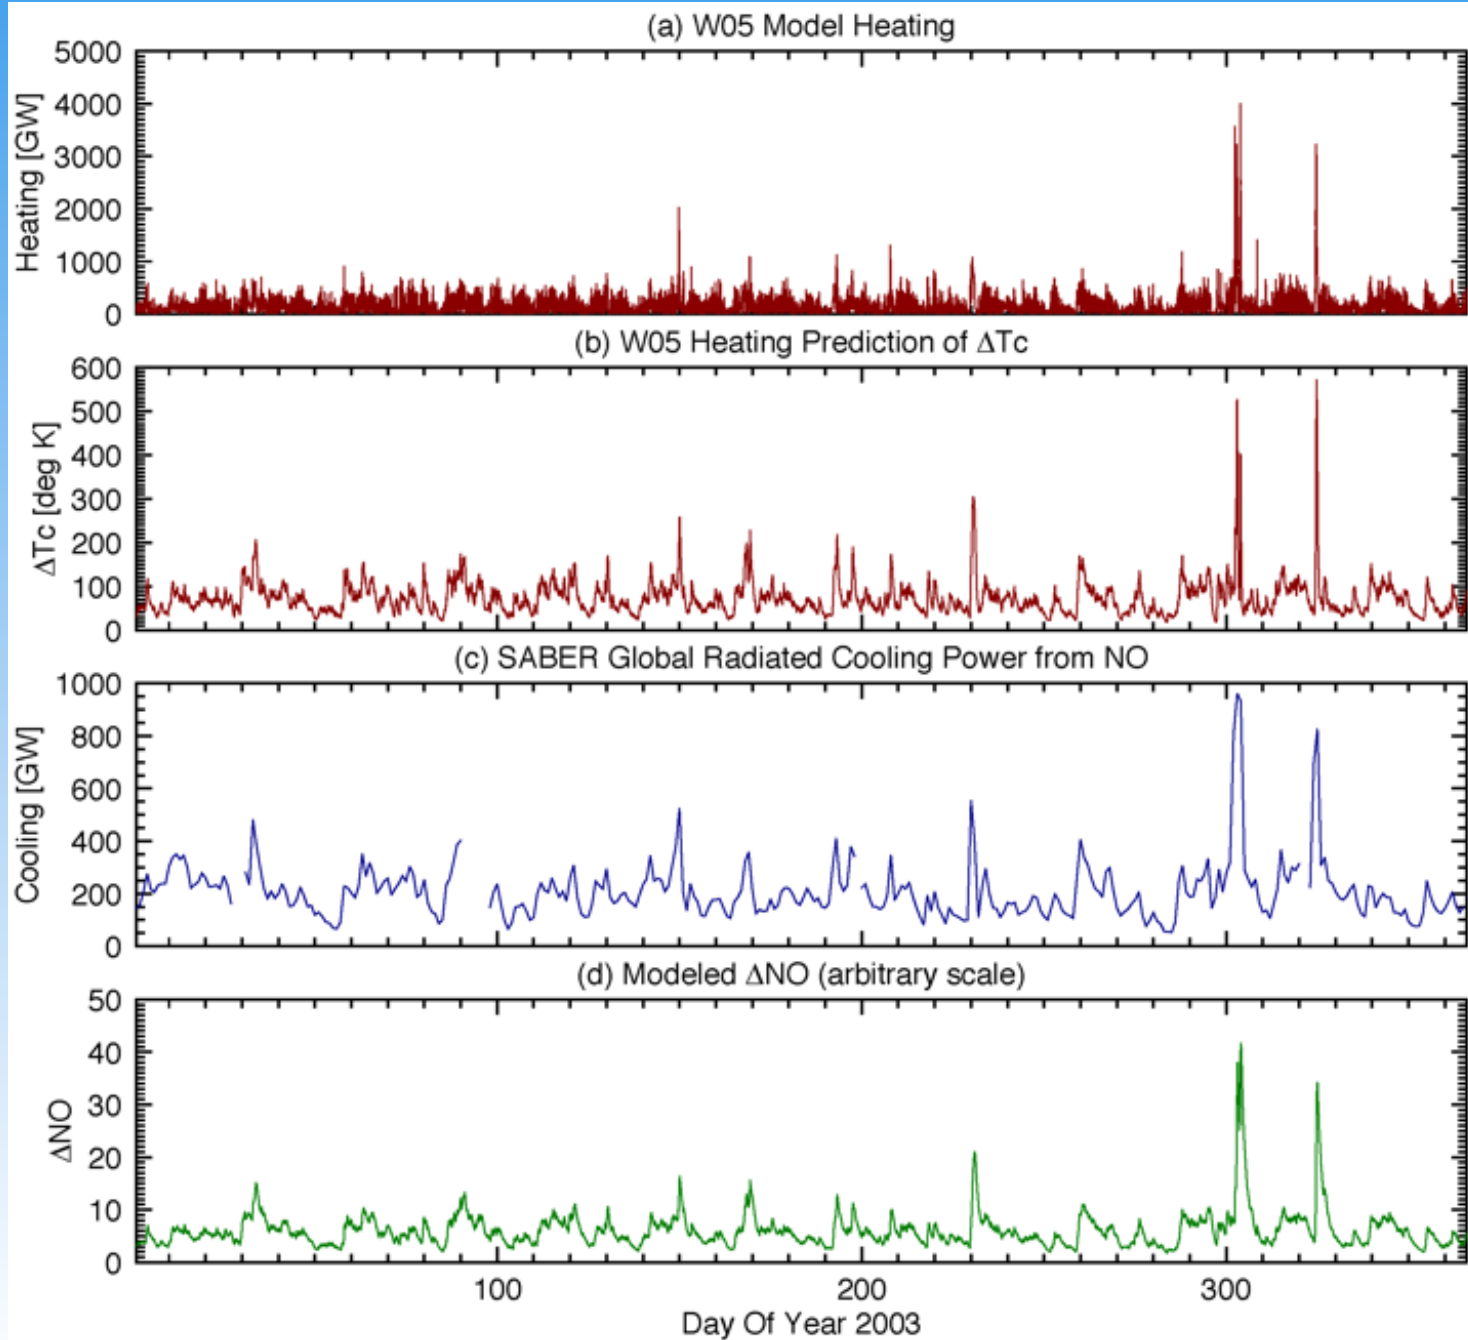 (a) W05 Model Heating
5000
4000
3000
2000
1000
0
Heating [GW]
(b) W05 Heating Prediction of ΔTc
600
500
400
300
200
100
0
ΔTc [deg K]
(c) SABER Global Radiated Cooling Power from NO
1000
800
600
400
200
0
Cooling [GW]
(d) Modeled ΔNO (arbitrary scale)
50
40
30
20
10
0
ΔNO
100 200 300
Day Of Year 2003